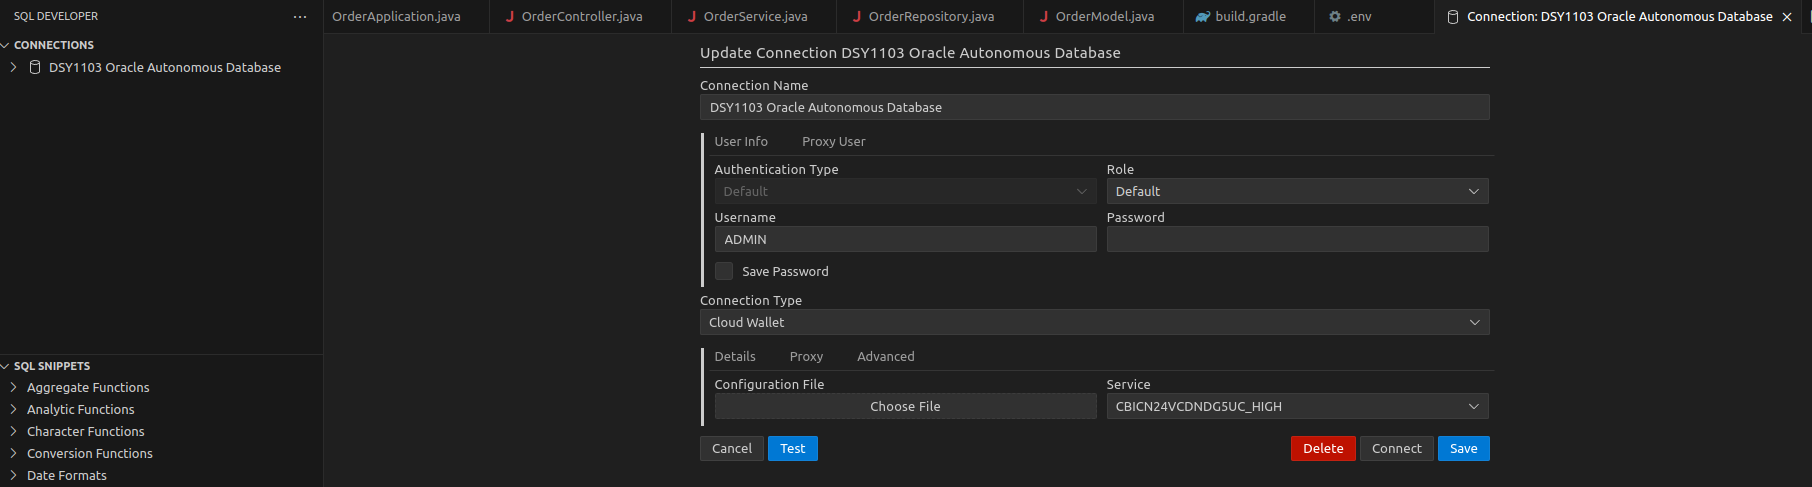 SQL DEVELOPER
CONNECTIONS
DSY1103 Oracle Autonomous Database
SQL SNIPPETS
Aggregate Functions
Analytic Functions
Character Functions
Conversion Functions
Date Formats
OrderApplication.java
OrderController.java
OrderService.java
OrderRepository.java
OrderModel.java
build.gradle
.env
Connection: DSY1103 Oracle Autonomous Database
Update Connection DSY1103 Oracle Autonomous Database
Connection Name
DSY1103 Oracle Autonomous Database
User Info Proxy User
Authentication Type Role
Default Default
Username Password
ADMIN
Save Password
Connection Type
Cloud Wallet
Details Proxy Advanced
Configuration File Service
Choose File CBICN24VCDNDG5UC_HIGH
Cancel Test Delete Connect Save